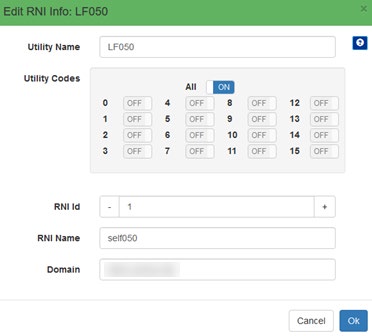 Edit RNI Info: LF050 ×
Utility Name LF050 ?
Utility Codes
All ON
0 OFF 4 OFF 8 OFF 12 OFF
1 OFF 5 OFF 9 OFF 13 OFF
2 OFF 6 OFF 10 OFF 14 OFF
3 OFF 7 OFF 11 OFF 15 OFF
RNI Id - 1 +
RNI Name self050
Domain
Cancel Ok